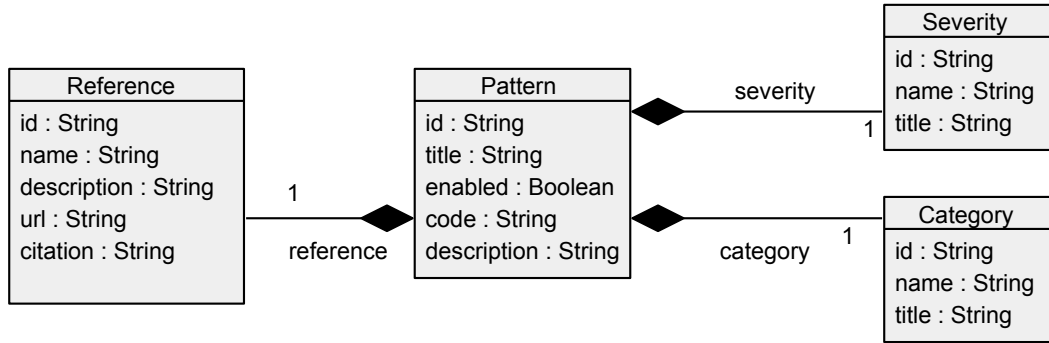 Reference
id : String
name : String
description : String
url : String
citation : String
1
reference
Pattern
id : String
title : String
enabled : Boolean
code : String
description : String
severity
1
category
1
Severity
id : String
name : String
title : String
Category
id : String
name : String
title : String